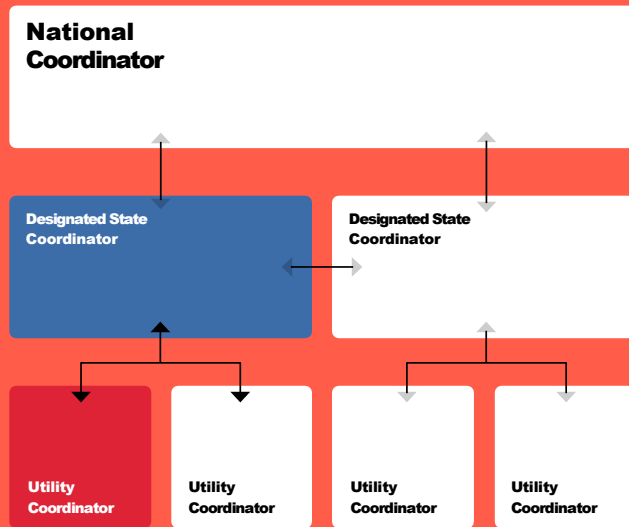 National
Coordinator
Designated State
Coordinator
Designated State
Coordinator
Utility
Coordinator
Utility
Coordinator
Utility
Coordinator
Utility
Coordinator